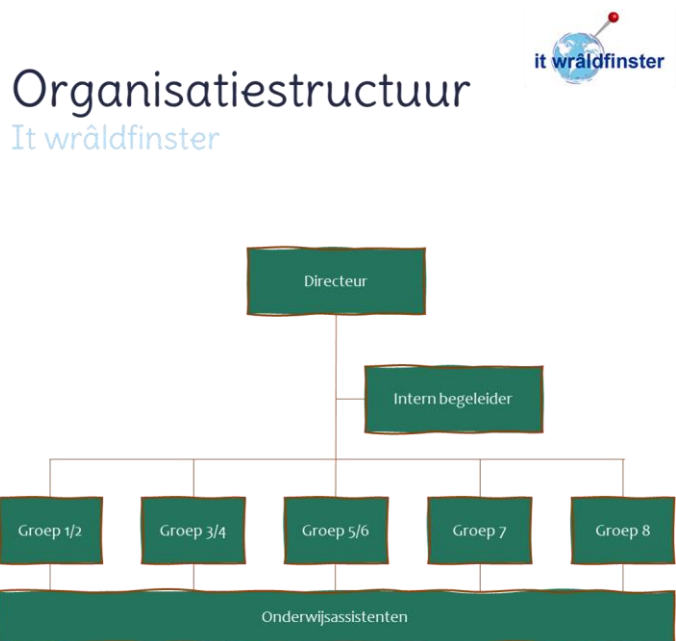 it wrâldfinster
Organisatiestructuur
It wrâldfinster
Directeur
Intern begeleider
Groep 1/2
Groep 3/4
Groep 5/6
Groep 7
Groep 8
Onderwijsassistenten